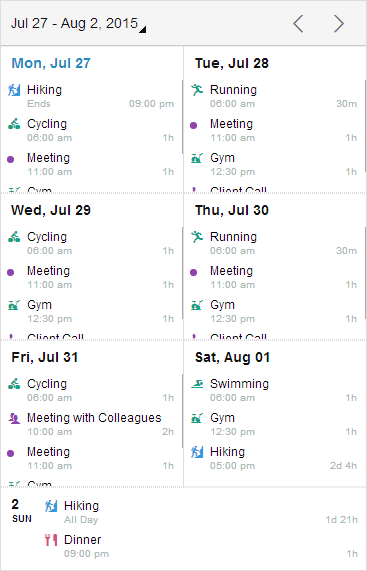 Jul 27 - Aug 2, 2015
Mon, Jul 27
Hiking
Ends 09:00 pm
Cycling
06:00 am 1h
Meeting
11:00 am 1h
Gym
Tue, Jul 28
Running
06:00 am 30m
Meeting
11:00 am 1h
Gym
12:30 pm 1h
Client Call
Wed, Jul 29
Cycling
06:00 am 1h
Meeting
11:00 am 1h
Gym
12:30 pm 1h
Client Call
Thu, Jul 30
Running
06:00 am 30m
Meeting
11:00 am 1h
Gym
12:30 pm 1h
Client Call
Fri, Jul 31
Cycling
06:00 am 1h
Meeting with Colleagues
10:00 am 2h
Meeting
11:00 am 1h
Gym
Sat, Aug 01
Swimming
06:00 am 1h
Gym
12:30 pm 1h
Hiking
05:00 pm 2d 4h
2
SUN
Hiking
All Day 1d 21h
Dinner
09:00 pm 1h